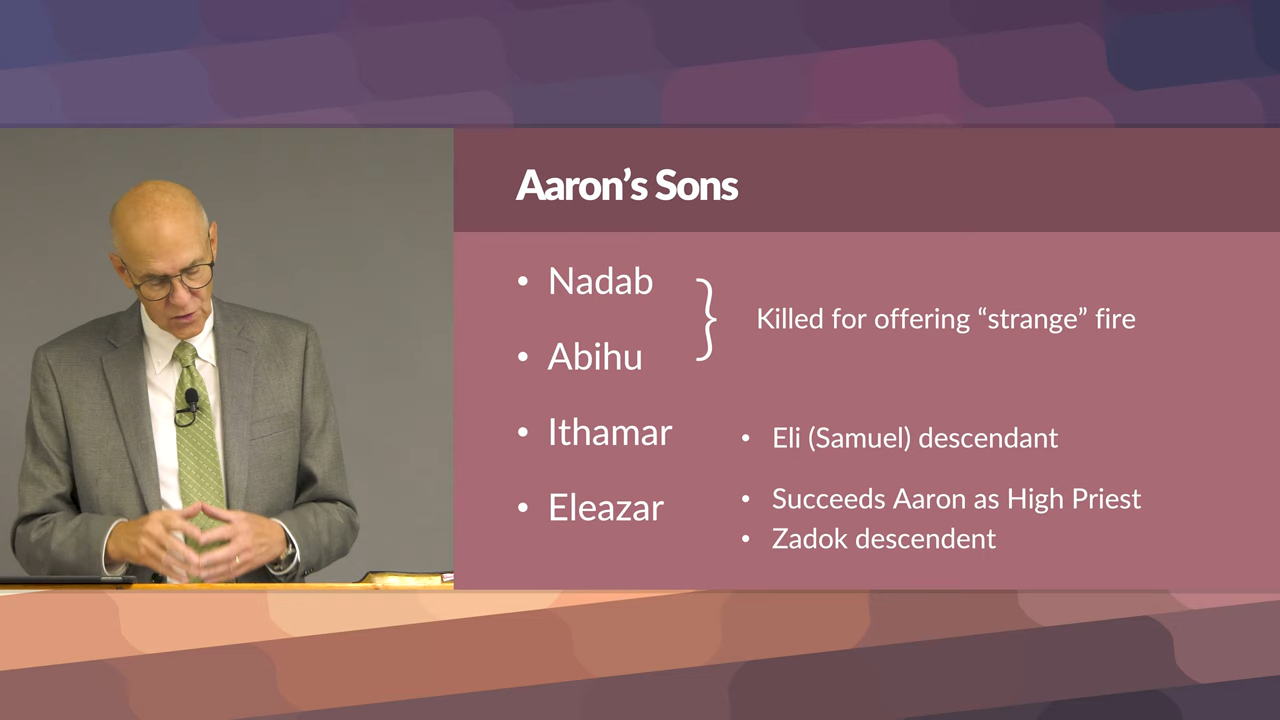 Aaron’s Sons
• Nadab
• Abihu
Killed for offering “strange” fire
• Ithamar
• Eli (Samuel) descendant
• Eleazar
• Succeeds Aaron as High Priest
• Zadok descendent